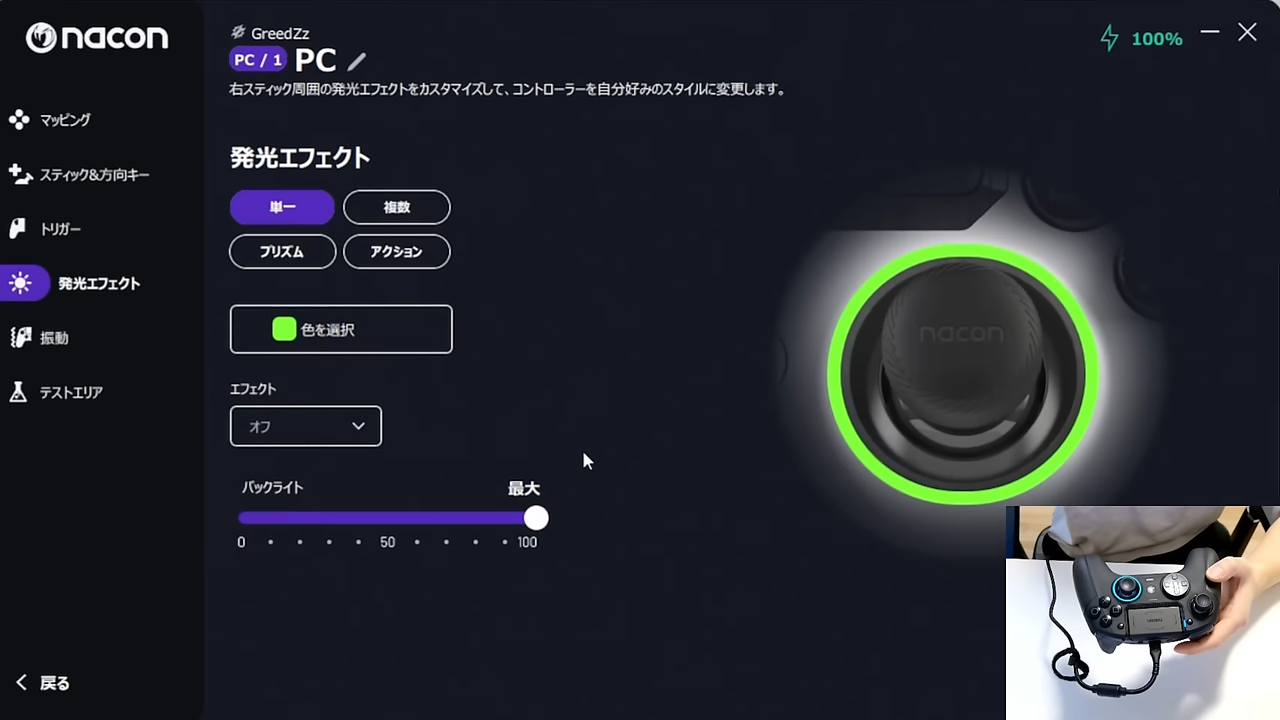 nacon
マッピング
スティック&方向キー
トリガー
発光エフェクト
振動
テストエリア
戻る
GreedZz
PC / 1 PC
右スティック周囲の発光エフェクトをカスタマイズして、コントローラーを自分好みのスタイルに変更します。
100%
発光エフェクト
単一 複数
プリズム アクション
色を選択
エフェクト
オフ
バックライト 最大
0 50 100
nacon